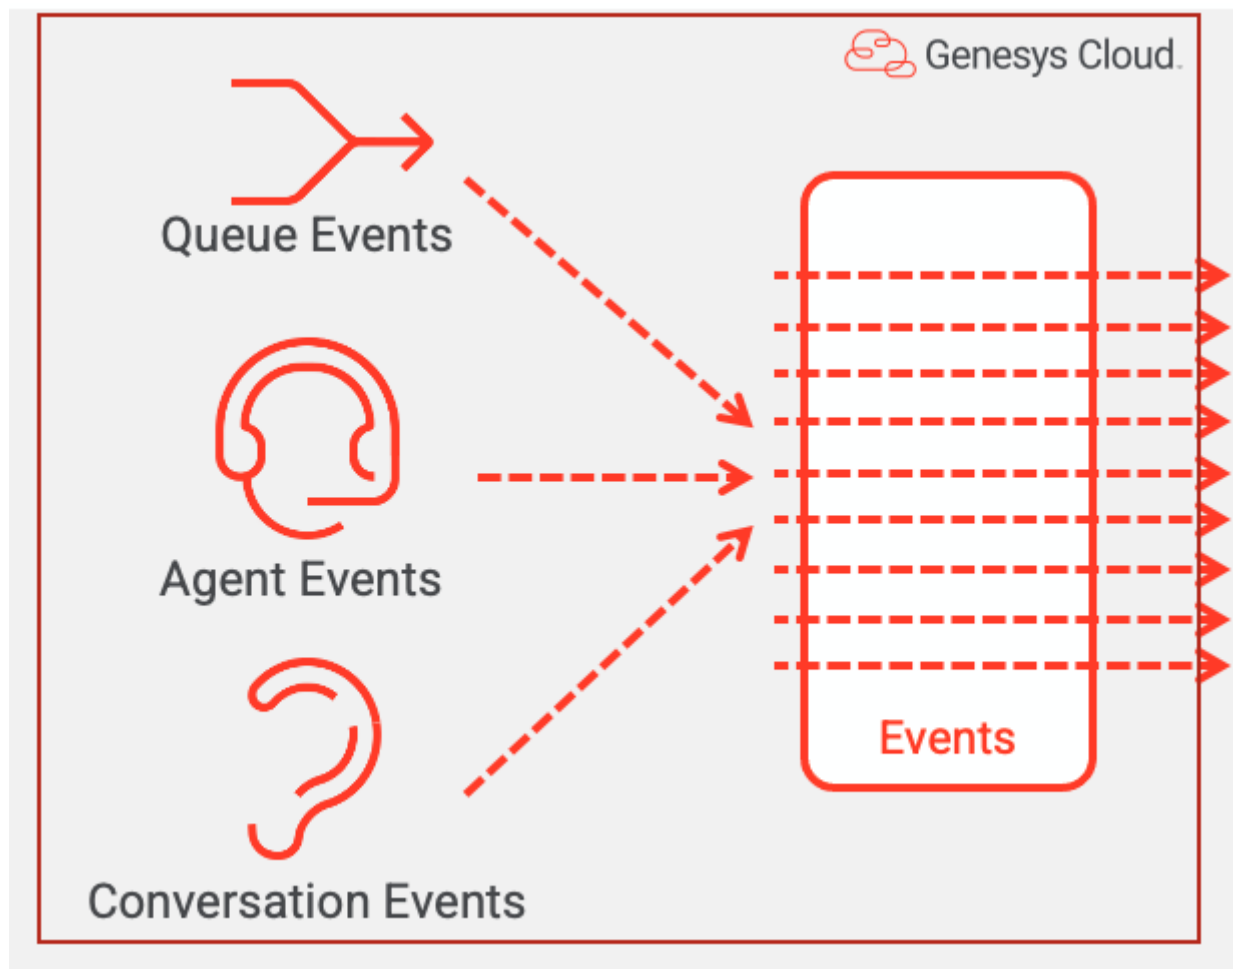 Genesys Cloud
Queue Events
Agent Events
Conversation Events
Events